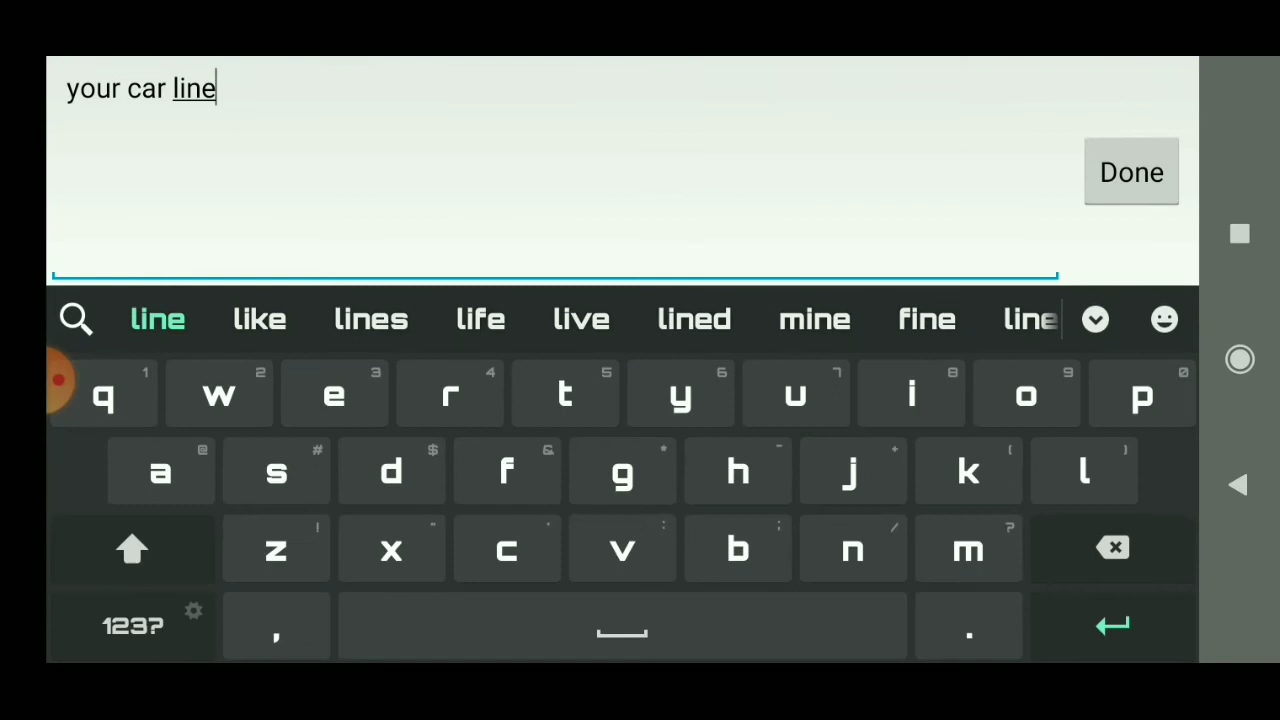 your car line
Done
line like lines life live lined mine fine line
q 1 w 2 e 3 r 4 t 5 y 6 u 7 i 8 o 9 p 0
a @ s # d $ f & g * h - j + k ( l )
z ! x " c ' v : b ; n / m ?
123? , .